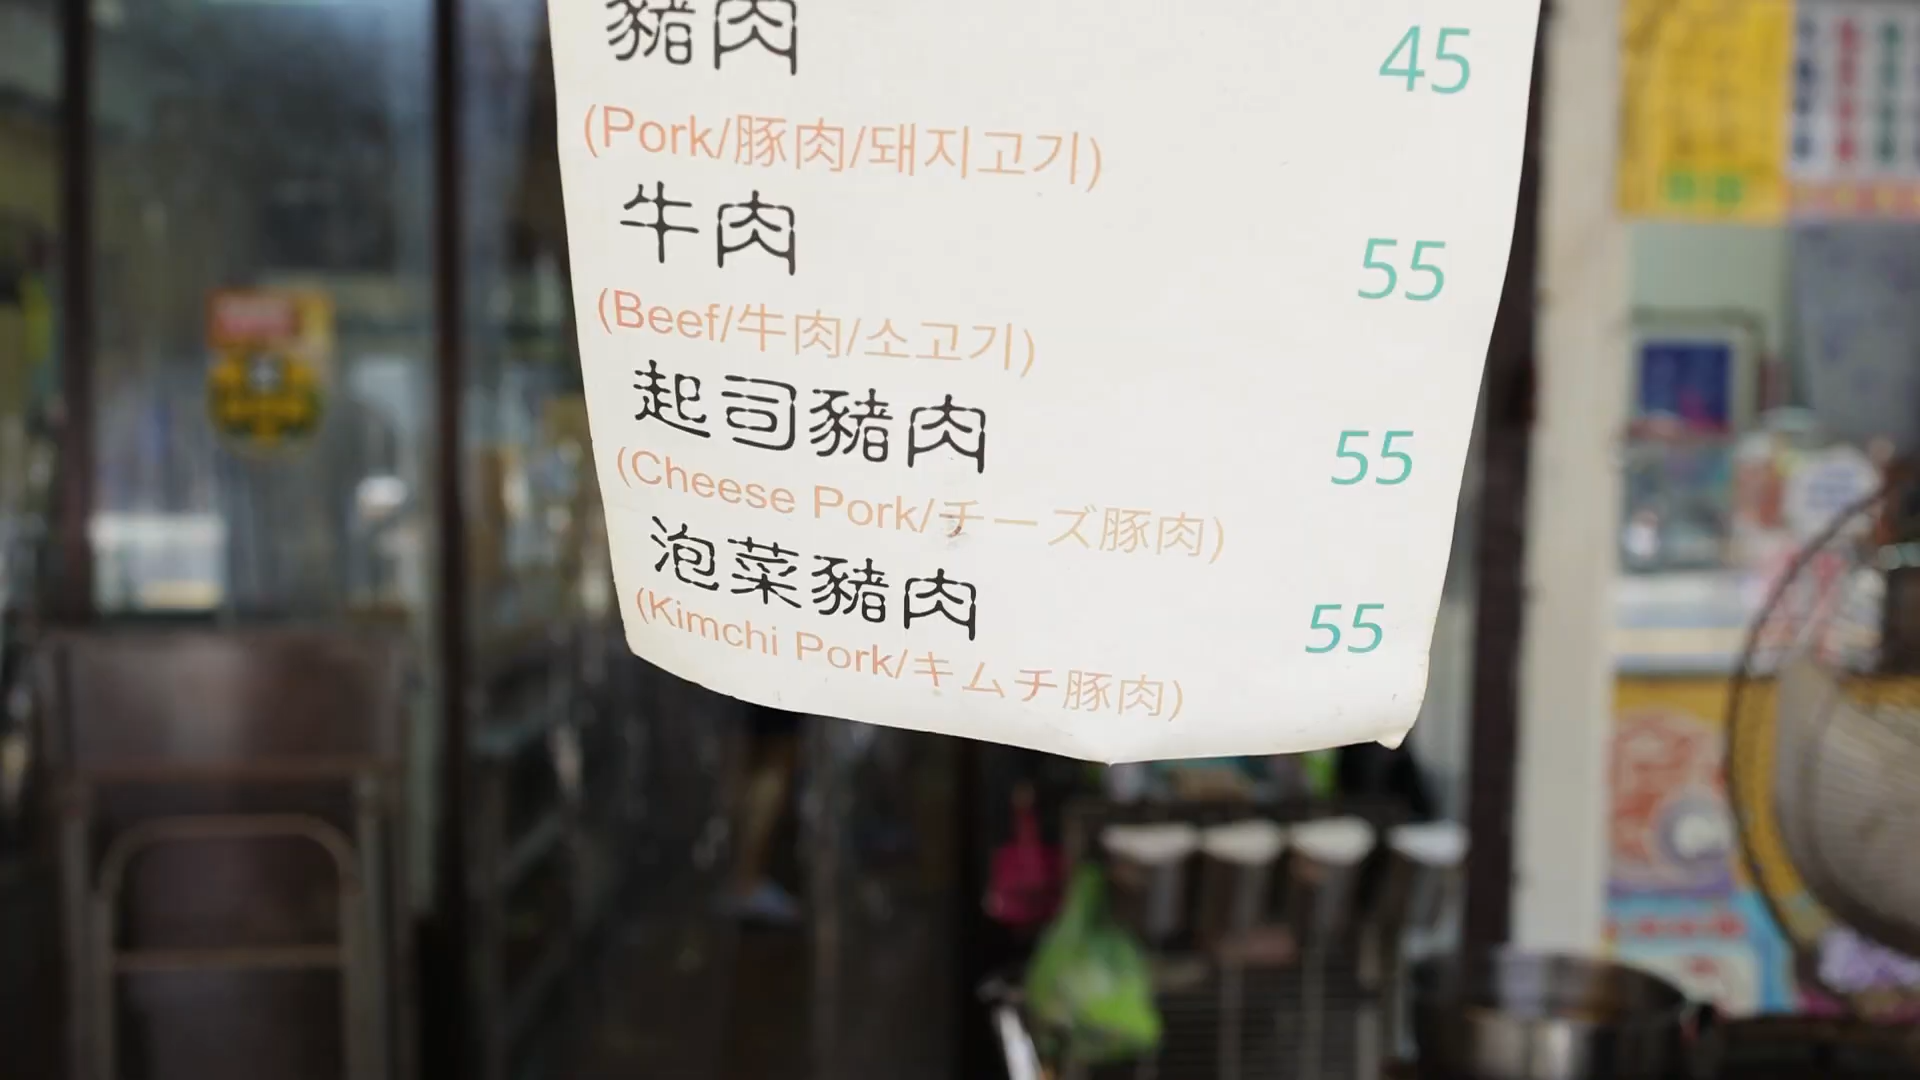 豬肉 45
(Pork/豚肉/돼지고기)
牛肉 55
(Beef/牛肉/소고기)
起司豬肉 55
(Cheese Pork/チーズ豚肉)
泡菜豬肉 55
(Kimchi Pork/キムチ豚肉)